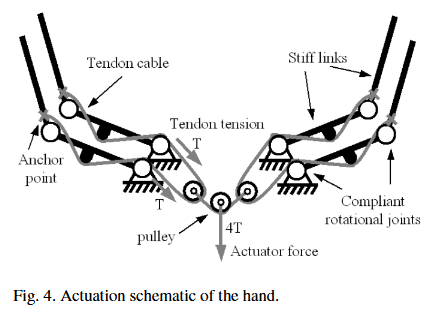 Tendon cable
Stiff links
Tendon tension
T
Anchor
point
T
Compliant
rotational joints
pulley
4T
Actuator force
Fig. 4. Actuation schematic of the hand.